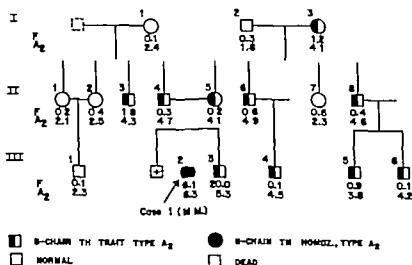 I
1 2 3
F 0.1 0.3 1.2
A2 2.4 1.8 4.1
II
1 2 3 4 5 6 7 8
F 0.2 0.4 1.8 0.3 0.2 0.6 0.6 0.4
A2 2.1 2.5 4.3 4.7 4.1 4.9 2.3 4.6
III
1 2 3 4 5 6
F 0.1 6.1 20.0 0.1 0.9 0.1
A2 2.3 6.3 5.3 4.5 3.8 4.2
Case 1 (M.M.)
B-CHAIN TH TRAIT TYPE A2
B-CHAIN TH HOMOZ., TYPE A2
NORMAL
DEAD